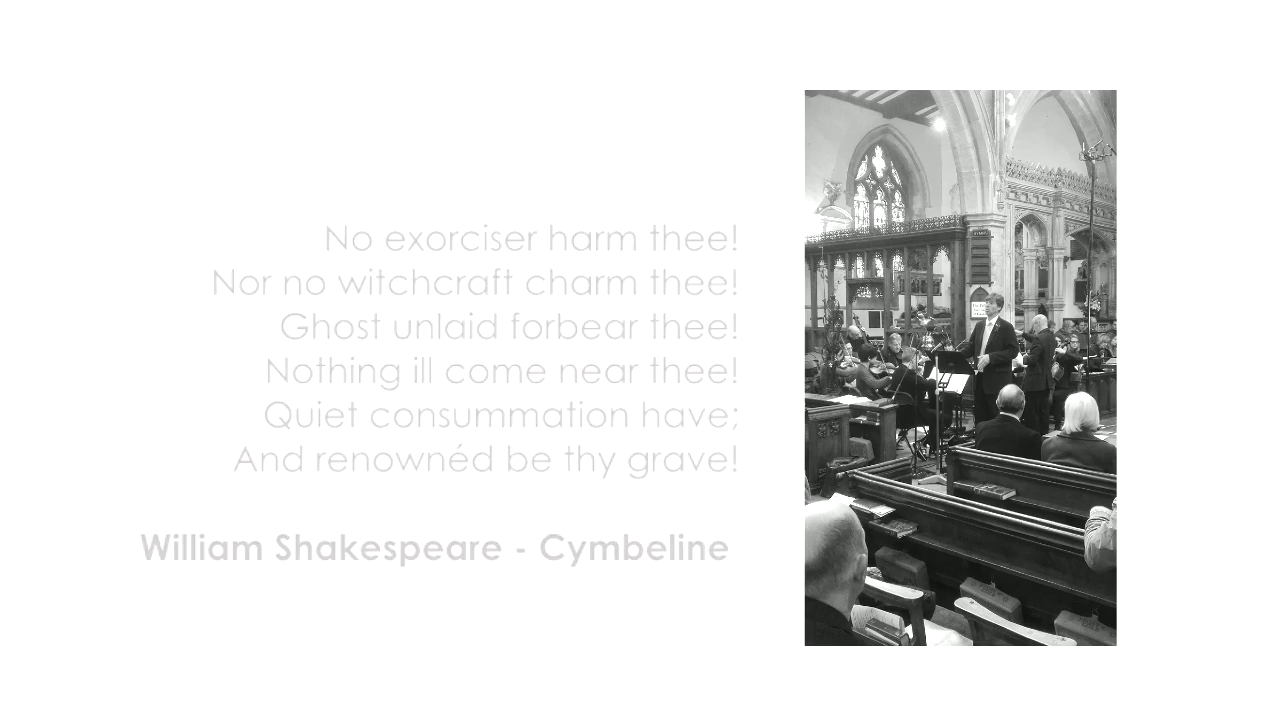 No exorciser harm thee!
Nor no witchcraft charm thee!
Ghost unlaid forbear thee!
Nothing ill come near thee!
Quiet consummation have;
And renownéd be thy grave!
William Shakespeare - Cymbeline